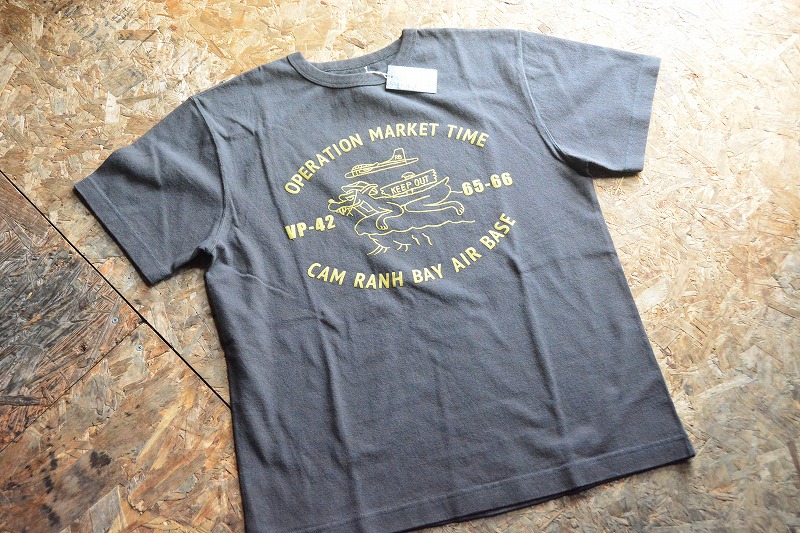 OPERATION MARKET TIME
KEEP OUT
VP-42
65-66
CAM RANH BAY AIR BASE